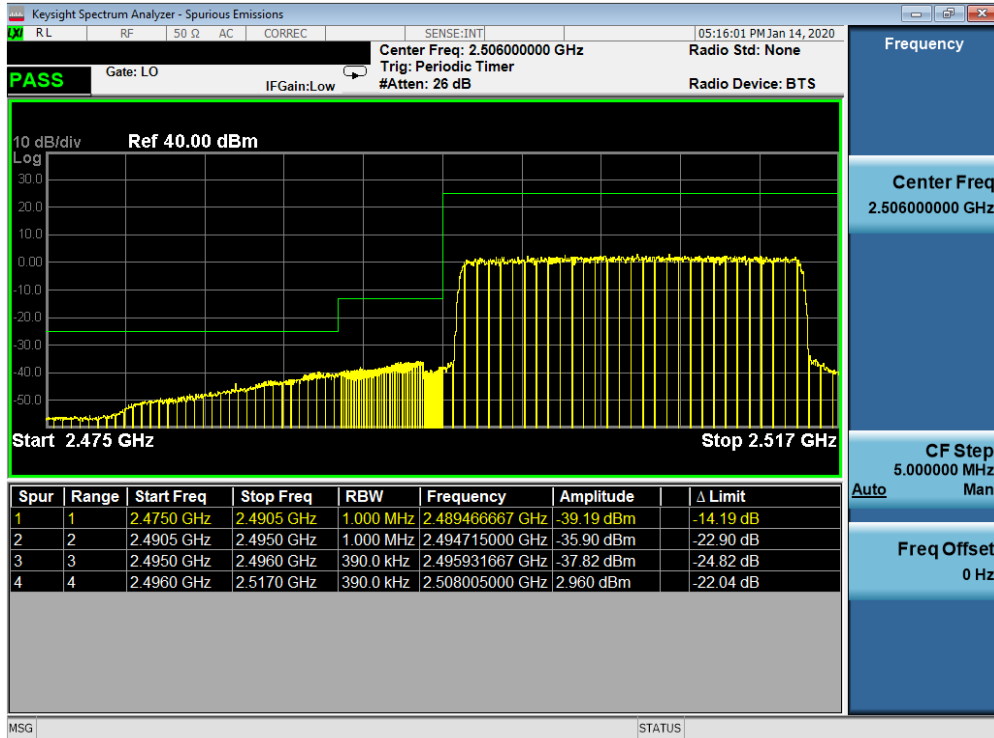 Keysight Spectrum Analyzer - Spurious Emissions
LXI RL RF 50 Ω AC CORREC SENSE:INT 05:16:01 PM Jan 14, 2020
Center Freq: 2.506000000 GHz Radio Std: None
Gate: LO Trig: Periodic Timer
PASS IFGain:Low #Atten: 26 dB Radio Device: BTS
Frequency
10 dB/div Ref 40.00 dBm
Log
30.0
20.0
10.0
0.00
-10.0
-20.0
-30.0
-40.0
-50.0
Start 2.475 GHz Stop 2.517 GHz
Center Freq
2.506000000 GHz
CF Step
5.000000 MHz
Auto Man
Freq Offset
0 Hz
Spur Range Start Freq Stop Freq RBW Frequency Amplitude Δ Limit
1 1 2.4750 GHz 2.4905 GHz 1.000 MHz 2.489466667 GHz -39.19 dBm -14.19 dB
2 2 2.4905 GHz 2.4950 GHz 1.000 MHz 2.494715000 GHz -35.90 dBm -22.90 dB
3 3 2.4950 GHz 2.4960 GHz 390.0 kHz 2.495931667 GHz -37.82 dBm -24.82 dB
4 4 2.4960 GHz 2.5170 GHz 390.0 kHz 2.508005000 GHz 2.960 dBm -22.04 dB
MSG STATUS